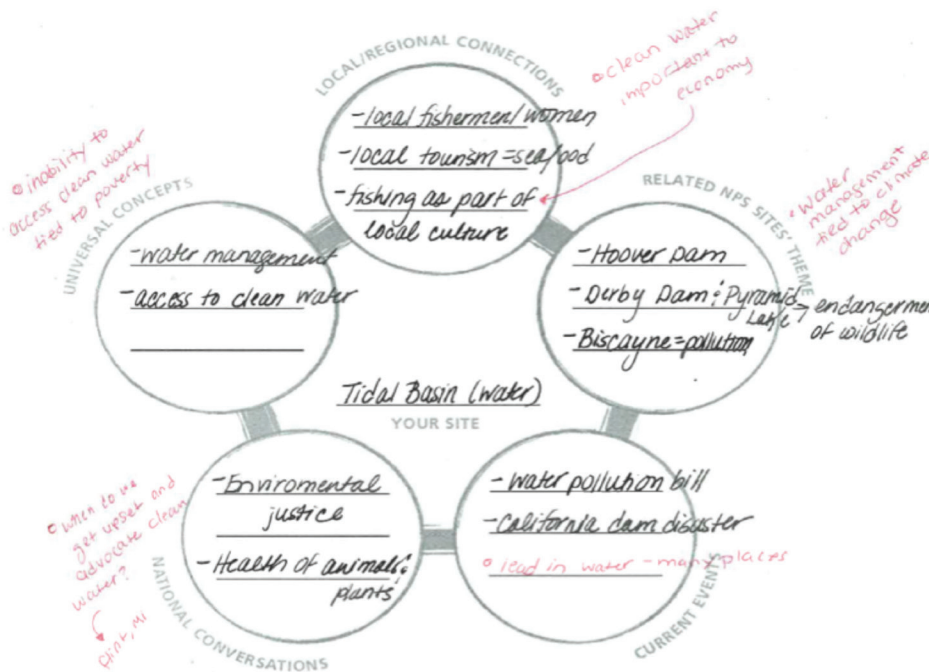 LOCAL/REGIONAL CONNECTIONS
- local fishermen/women
- local tourism = seafood
- fishing as part of
local culture
• clean water
important to
economy
• inability to
access clean water
tied to poverty
UNIVERSAL CONCEPTS
- water management
- access to clean water
RELATED NPS SITES' THEME
• Water
management
tied to climate
change
- Hoover Dam
- Derby Dam & Pyramid
Lake → endangerment
of wildlife
- Biscayne = pollution
Tidal Basin (water)
YOUR SITE
- Enviromental
justice
- Health of animals &
plants
NATIONAL CONVERSATIONS
• when do we
get upset and
advocate clean
water?
Flint, MI
- Water pollution bill
- California dam disaster
• lead in water - many places
CURRENT EVENTS